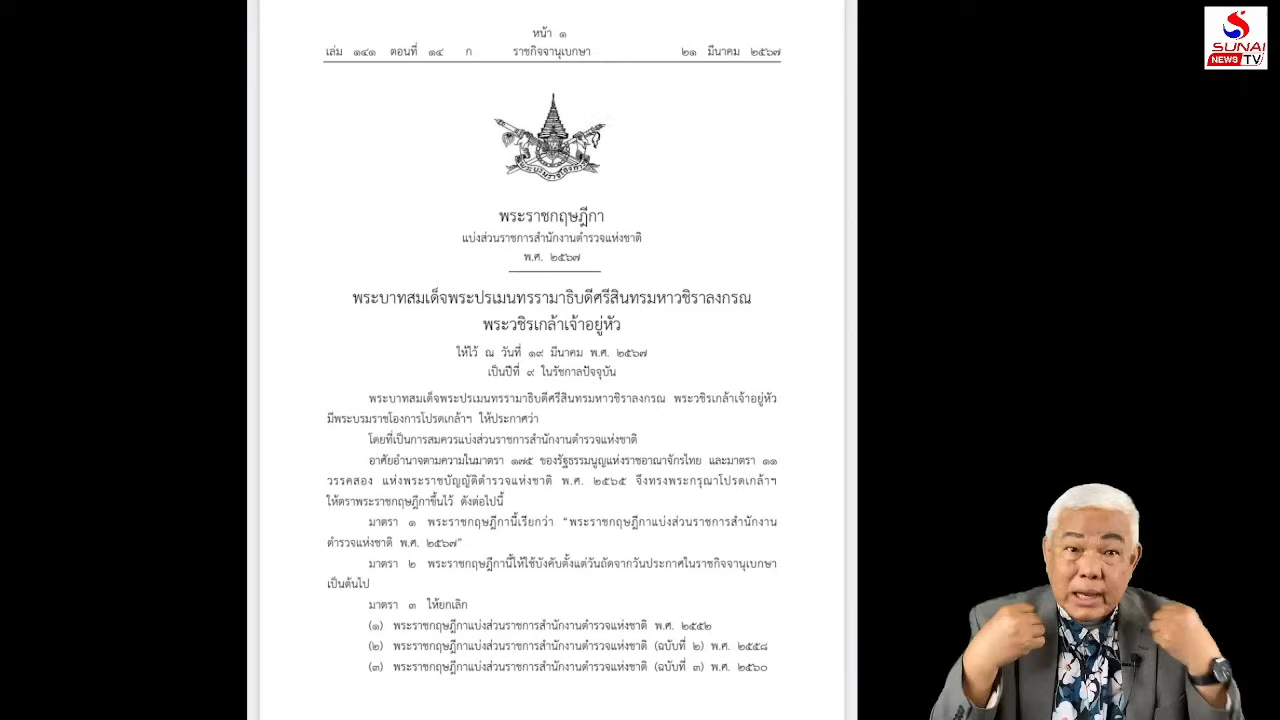 หน้า ๑
เล่ม ๑๔๑ ตอนที่ ๑๔ ก ราชกิจจานุเบกษา ๒๑ มีนาคม ๒๕๖๗
SUNAI
NEWS TV
พระราชกฤษฎีกา
แบ่งส่วนราชการสำนักงานตำรวจแห่งชาติ
พ.ศ. ๒๕๖๗
พระบาทสมเด็จพระปรเมนทรรามาธิบดีศรีสินทรมหาวชิราลงกรณ
พระวชิรเกล้าเจ้าอยู่หัว
ให้ไว้ ณ วันที่ ๑๙ มีนาคม พ.ศ. ๒๕๖๗
เป็นปีที่ ๙ ในรัชกาลปัจจุบัน
พระบาทสมเด็จพระปรเมนทรรามาธิบดีศรีสินทรมหาวชิราลงกรณ พระวชิรเกล้าเจ้าอยู่หัว
มีพระบรมราชโองการโปรดเกล้าฯ ให้ประกาศว่า
โดยที่เป็นการสมควรแบ่งส่วนราชการสำนักงานตำรวจแห่งชาติ
อาศัยอำนาจตามความในมาตรา ๑๗๕ ของรัฐธรรมนูญแห่งราชอาณาจักรไทย และมาตรา ๑๑
วรรคสอง แห่งพระราชบัญญัติตำรวจแห่งชาติ พ.ศ. ๒๕๖๕ จึงทรงพระกรุณาโปรดเกล้าฯ
ให้ตราพระราชกฤษฎีกาขึ้นไว้ ดังต่อไปนี้
มาตรา ๑ พระราชกฤษฎีกานี้เรียกว่า “พระราชกฤษฎีกาแบ่งส่วนราชการสำนักงาน
ตำรวจแห่งชาติ พ.ศ. ๒๕๖๗”
มาตรา ๒ พระราชกฤษฎีกานี้ให้ใช้บังคับตั้งแต่วันถัดจากวันประกาศในราชกิจจานุเบกษา
เป็นต้นไป
มาตรา ๓ ให้ยกเลิก
(๑) พระราชกฤษฎีกาแบ่งส่วนราชการสำนักงานตำรวจแห่งชาติ พ.ศ. ๒๕๕๒
(๒) พระราชกฤษฎีกาแบ่งส่วนราชการสำนักงานตำรวจแห่งชาติ (ฉบับที่ ๒) พ.ศ. ๒๕๕๘
(๓) พระราชกฤษฎีกาแบ่งส่วนราชการสำนักงานตำรวจแห่งชาติ (ฉบับที่ ๓) พ.ศ. ๒๕๖๐